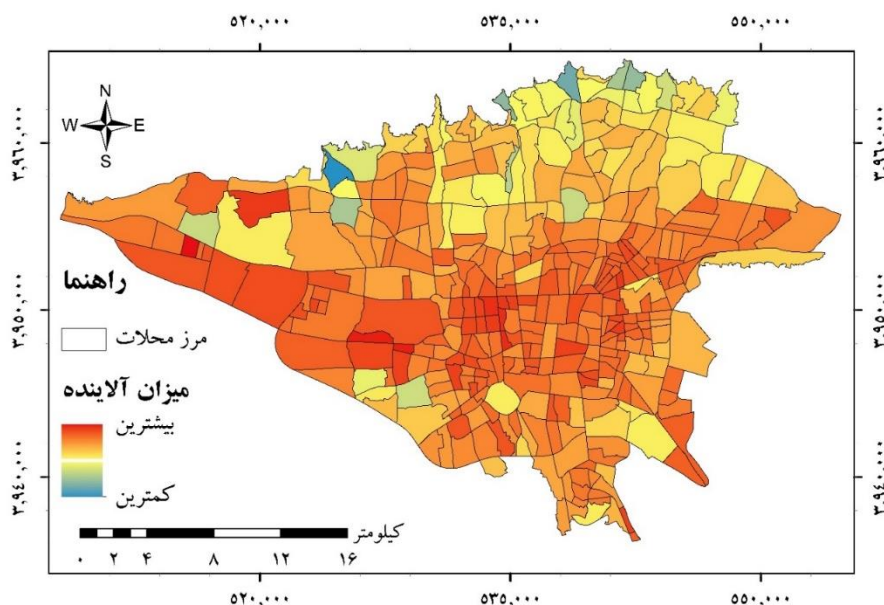 ۵۲۰,۰۰۰ ۵۳۵,۰۰۰ ۵۵۰,۰۰۰
N
W E
S
۳,۹۶۰,۰۰۰ ۳,۹۶۰,۰۰۰
راهنما
۳,۹۵۰,۰۰۰ ۳,۹۵۰,۰۰۰
مرز محلات
میزان آلاینده
بیشترین
کمترین
۳,۹۴۰,۰۰۰ ۳,۹۴۰,۰۰۰
کیلومتر
۰ ۲ ۴ ۸ ۱۲ ۱۶
۵۲۰,۰۰۰ ۵۳۵,۰۰۰ ۵۵۰,۰۰۰